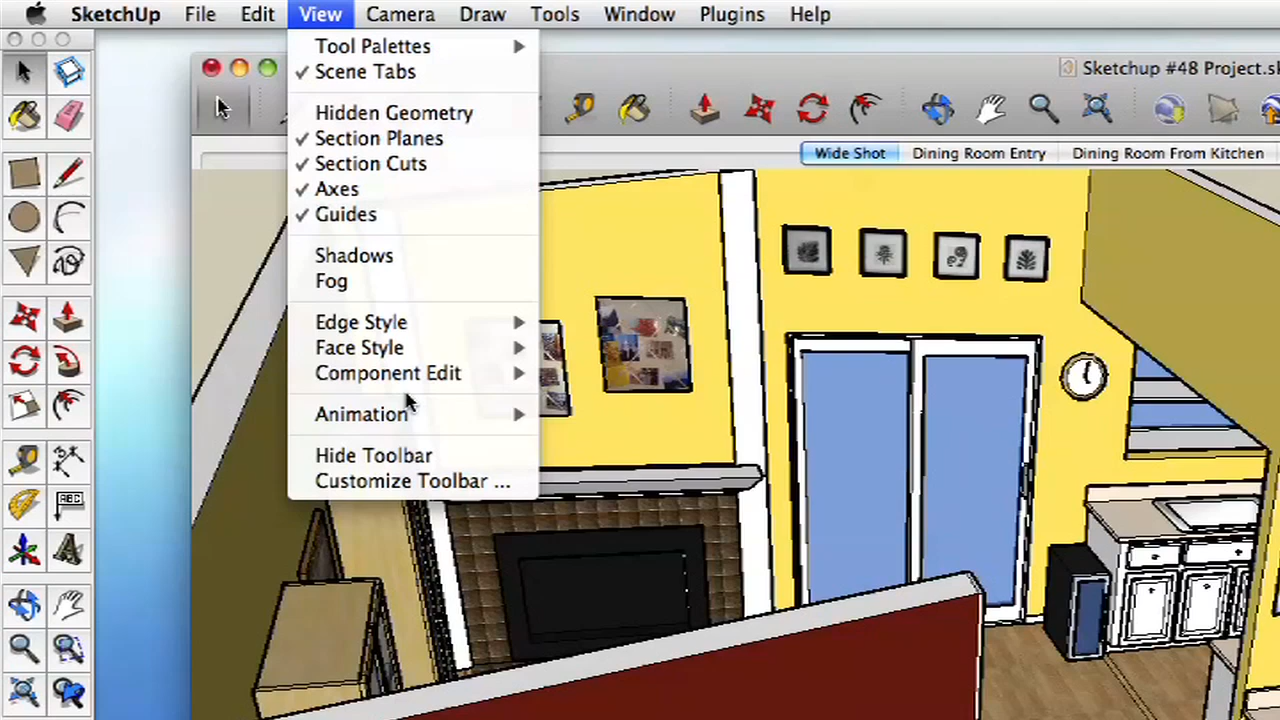 SketchUp File Edit View Camera Draw Tools Window Plugins Help
Tool Palettes
✓ Scene Tabs
Hidden Geometry
✓ Section Planes
✓ Section Cuts
✓ Axes
✓ Guides
Shadows
Fog
Edge Style
Face Style
Component Edit
Animation
Hide Toolbar
Customize Toolbar ...
Sketchup #48 Project.sk
Wide Shot Dining Room Entry Dining Room From Kitchen
ABC
A